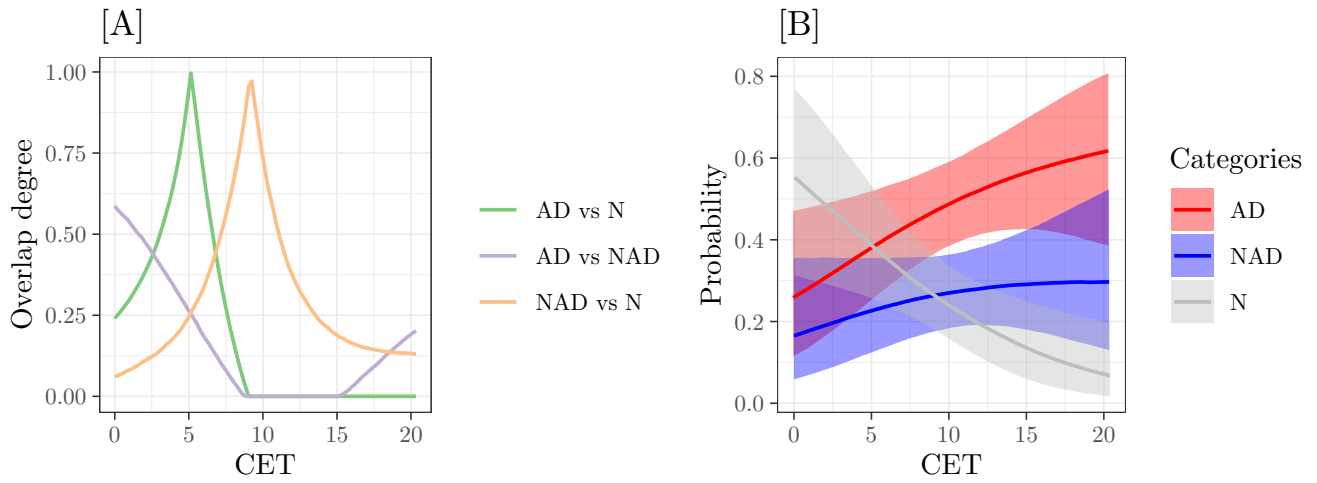 [A]
Overlap degree
1.00
0.75
0.50
0.25
0.00
0
5
10
15
20
CET
AD vs N
AD vs NAD
NAD vs N
[B]
Probability
0.8
0.6
0.4
0.2
0.0
0
5
10
15
20
CET
Categories
AD
NAD
N